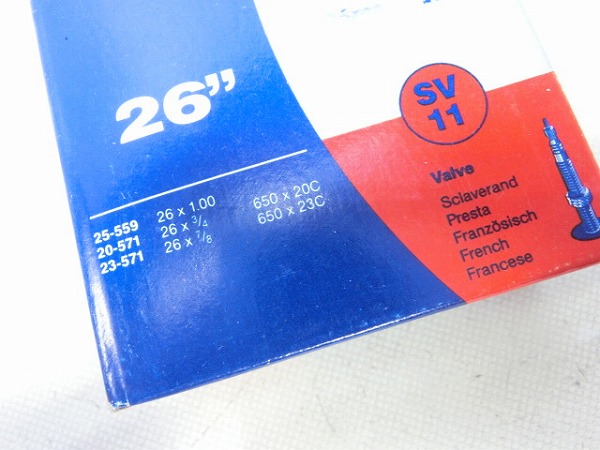 26”
SV
11
25-559 26 x 1.00
20-571 26 x 3/4 650 x 20C
23-571 26 x 7/8 650 x 23C
Valve
Sclaverand
Presta
Französisch
French
Francese